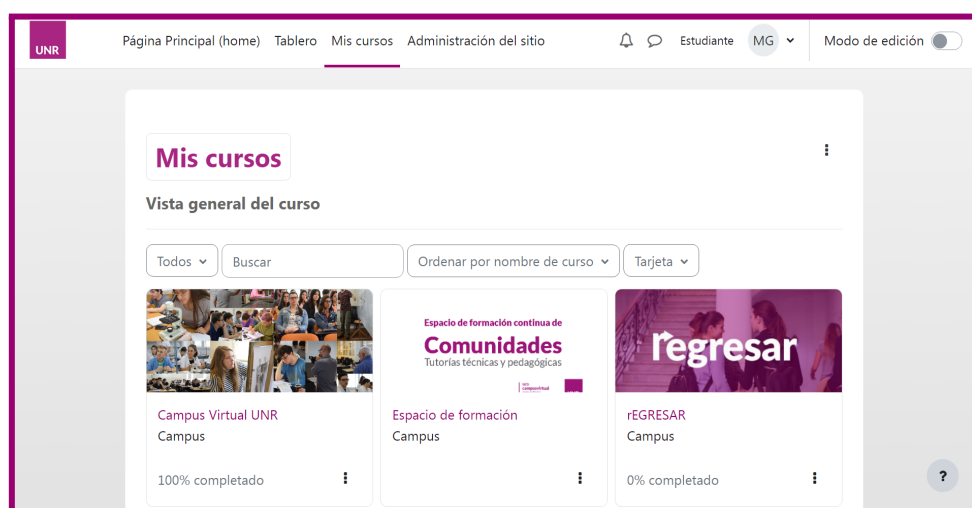 UNR
Página Principal (home) Tablero Mis cursos Administración del sitio Estudiante MG Modo de edición
Mis cursos
Vista general del curso
Todos Buscar Ordenar por nombre de curso Tarjeta
Espacio de formación continua de
Comunidades
Tutorías técnicas y pedagógicas
rEgresar
Campus Virtual UNR
Campus
100% completado
Espacio de formación
Campus
rEGRESAR
Campus
0% completado
?